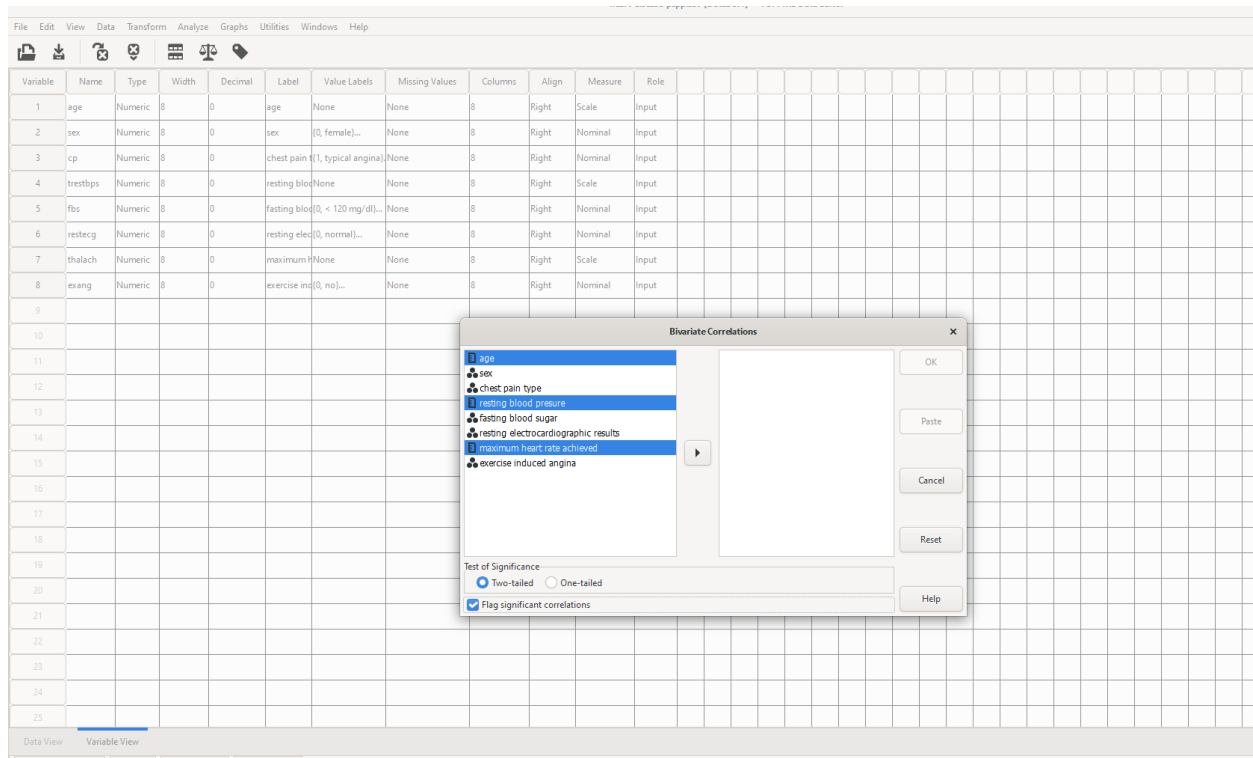 File Edit View Data Transform Analyze Graphs Utilities Windows Help
Variable Name Type Width Decimal Label Value Labels Missing Values Columns Align Measure Role
1 age Numeric 8 0 age None None 8 Right Scale Input
2 sex Numeric 8 0 sex {0, female}... None 8 Right Nominal Input
3 cp Numeric 8 0 chest pain t {1, typical angina}. None 8 Right Nominal Input
4 trestbps Numeric 8 0 resting bloo None None 8 Right Scale Input
5 fbs Numeric 8 0 fasting bloo {0, < 120 mg/dl}... None 8 Right Nominal Input
6 restecg Numeric 8 0 resting elec {0, normal}... None 8 Right Nominal Input
7 thalach Numeric 8 0 maximum h None None 8 Right Scale Input
8 exang Numeric 8 0 exercise ind {0, no}... None 8 Right Nominal Input
9
10
11
12
13
14
15
16
17
18
19
20
21
22
23
24
25
Bivariate Correlations
age
sex
chest pain type
resting blood presure
fasting blood sugar
resting electrocardiographic results
maximum heart rate achieved
exercise induced angina
OK
Paste
Cancel
Reset
Help
Test of Significance
Two-tailed One-tailed
Flag significant correlations
Data View Variable View